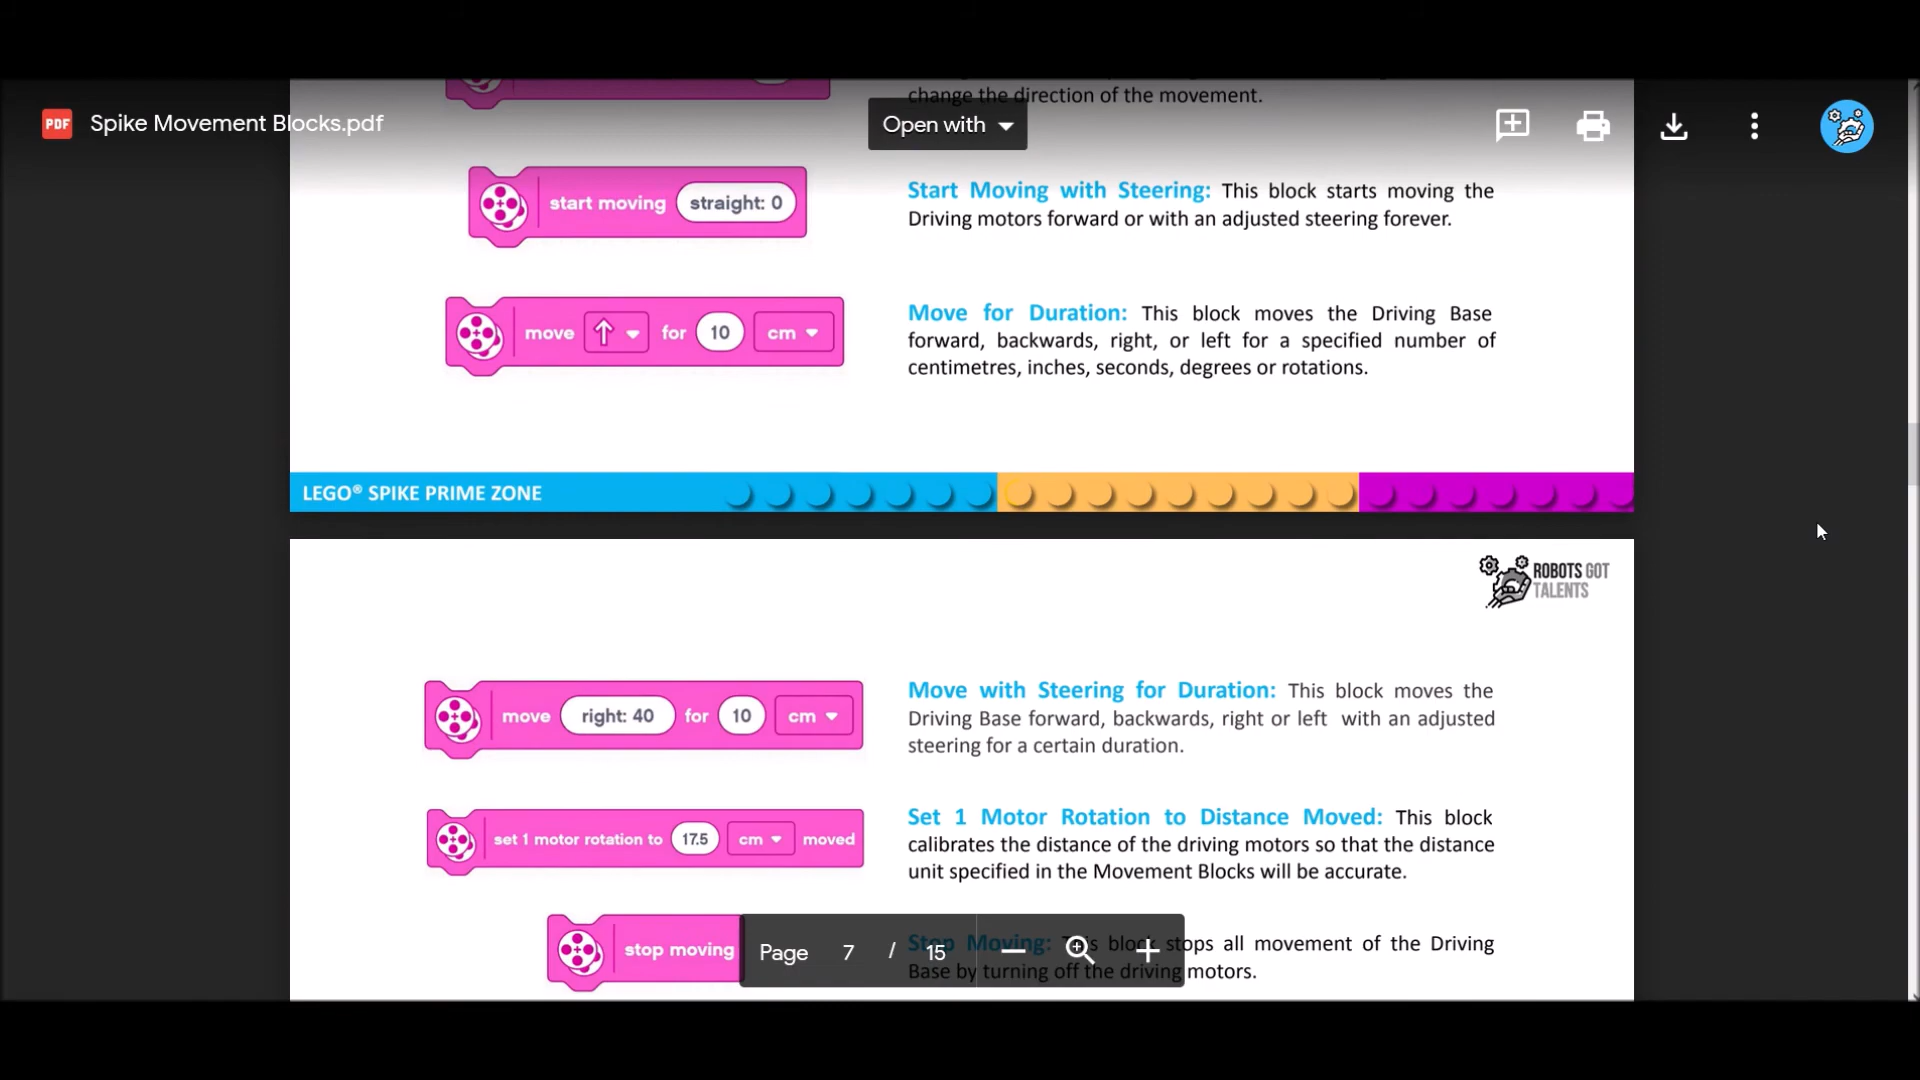 change the direction of the movement.
PDF Spike Movement Blocks.pdf
Open with
start moving straight: 0
Start Moving with Steering: This block starts moving the
Driving motors forward or with an adjusted steering forever.
move for 10 cm
Move for Duration: This block moves the Driving Base
forward, backwards, right, or left for a specified number of
centimetres, inches, seconds, degrees or rotations.
LEGO® SPIKE PRIME ZONE
ROBOTS GOT
TALENTS
move right: 40 for 10 cm
Move with Steering for Duration: This block moves the
Driving Base forward, backwards, right or left with an adjusted
steering for a certain duration.
set 1 motor rotation to 17.5 cm moved
Set 1 Motor Rotation to Distance Moved: This block
calibrates the distance of the driving motors so that the distance
unit specified in the Movement Blocks will be accurate.
stop moving
Page 7 / 15
Stop Moving: This block stops all movement of the Driving
Base by turning off the driving motors.